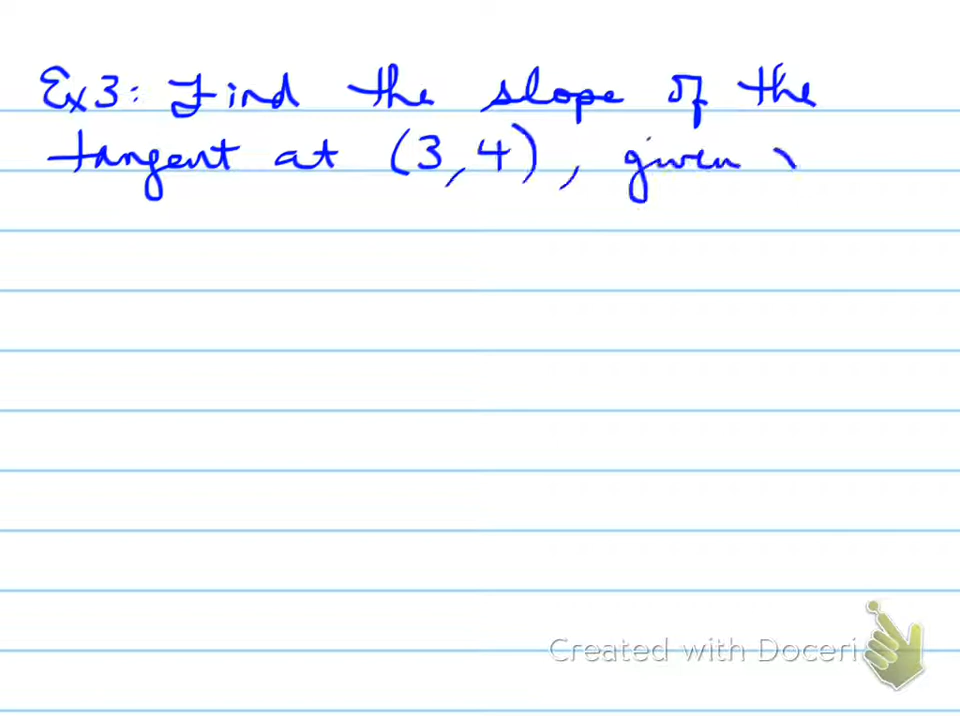 Ex3: Find the slope of the
tangent at (3,4), given
Created with Doceri